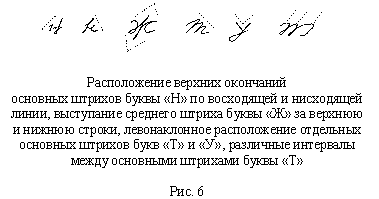 н н Ж т у т
Расположение верхних окончаний
основных штрихов буквы «Н» по восходящей и нисходящей
линии, выступание среднего штриха буквы «Ж» за верхнюю
и нижнюю строки, левонаклонное расположение отдельных
основных штрихов букв «Т» и «У», различные интервалы
между основными штрихами буквы «Т»
Рис. 6